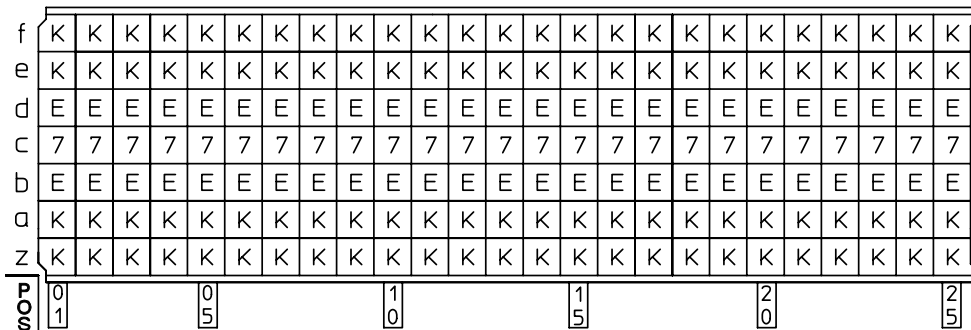 f K K K K K K K K K K K K K K K K K K K K K K K K K
e K K K K K K K K K K K K K K K K K K K K K K K K K
d E E E E E E E E E E E E E E E E E E E E E E E E E
c 7 7 7 7 7 7 7 7 7 7 7 7 7 7 7 7 7 7 7 7 7 7 7 7 7
b E E E E E E E E E E E E E E E E E E E E E E E E E
a K K K K K K K K K K K K K K K K K K K K K K K K K
z K K K K K K K K K K K K K K K K K K K K K K K K K
POS 01 05 10 15 20 25